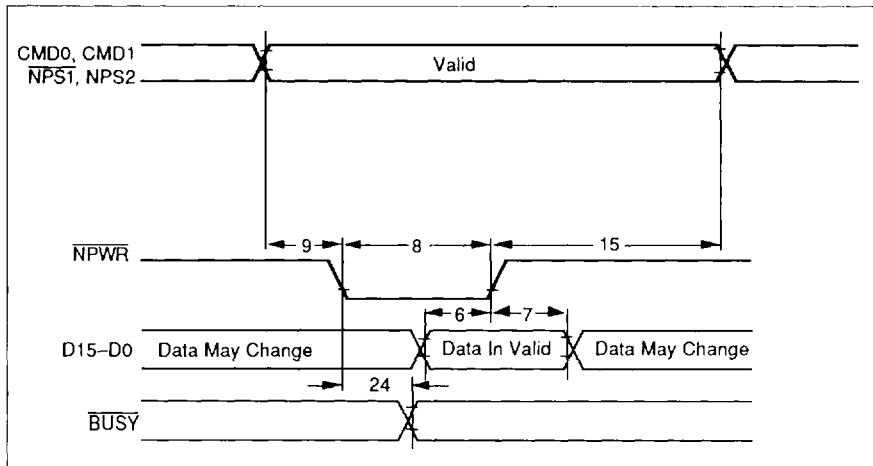 CMD0, CMD1
NPS1, NPS2
Valid
9
8
15
NPWR
6
7
D15–D0
Data May Change
Data In Valid
Data May Change
24
BUSY